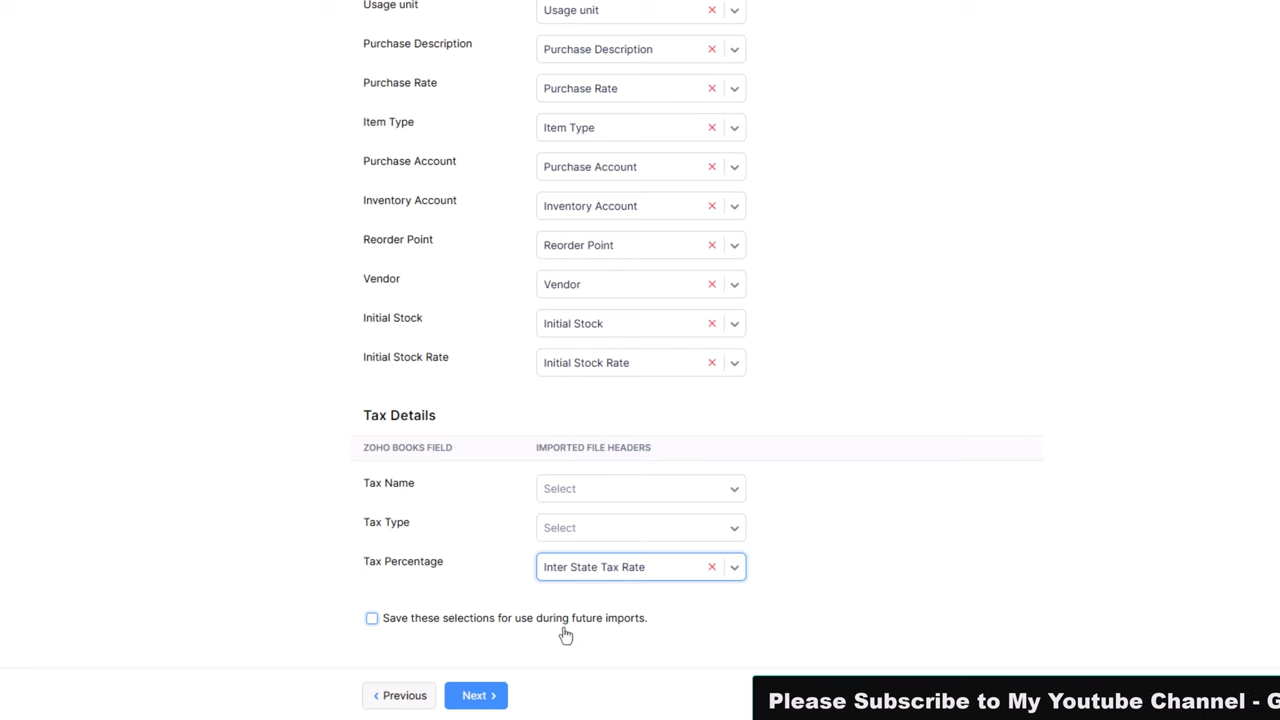 Usage unit Usage unit
Purchase Description Purchase Description
Purchase Rate Purchase Rate
Item Type Item Type
Purchase Account Purchase Account
Inventory Account Inventory Account
Reorder Point Reorder Point
Vendor Vendor
Initial Stock Initial Stock
Initial Stock Rate Initial Stock Rate
Tax Details
ZOHO BOOKS FIELD IMPORTED FILE HEADERS
Tax Name Select
Tax Type Select
Tax Percentage Inter State Tax Rate
Save these selections for use during future imports.
Previous Next
Please Subscribe to My Youtube Channel - G